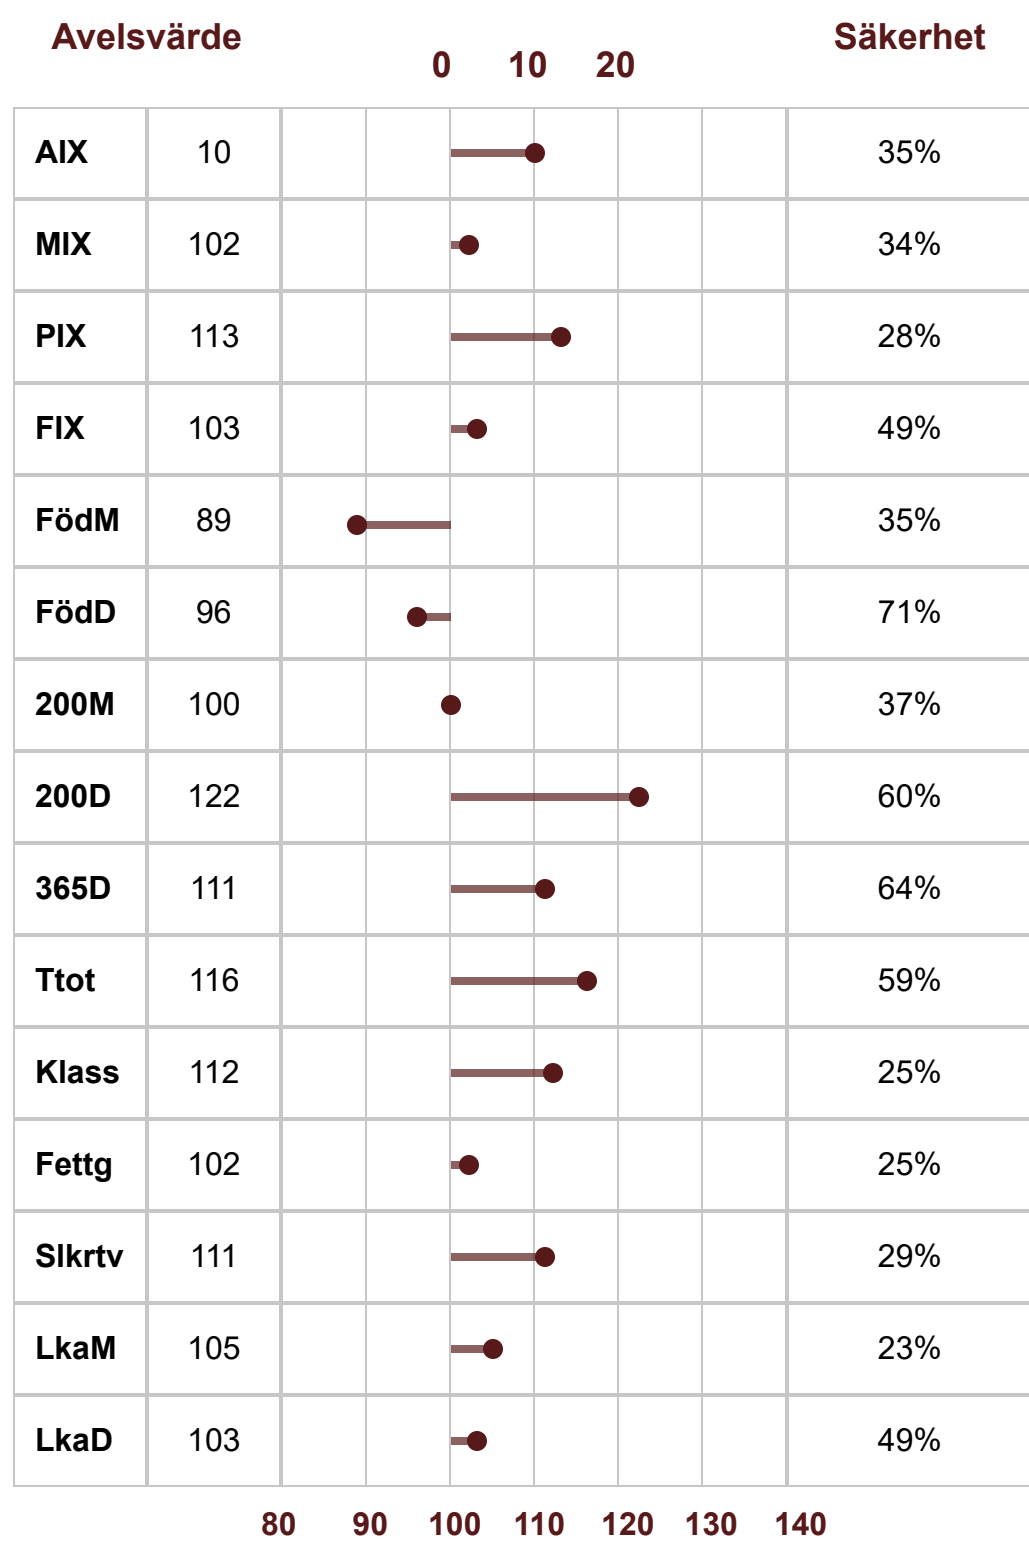 Avelsvärde Säkerhet
0 10 20
AIX 10 35%
MIX 102 34%
PIX 113 28%
FIX 103 49%
FödM 89 35%
FödD 96 71%
200M 100 37%
200D 122 60%
365D 111 64%
Ttot 116 59%
Klass 112 25%
Fettg 102 25%
Slkrtv 111 29%
LkaM 105 23%
LkaD 103 49%
80 90 100 110 120 130 140